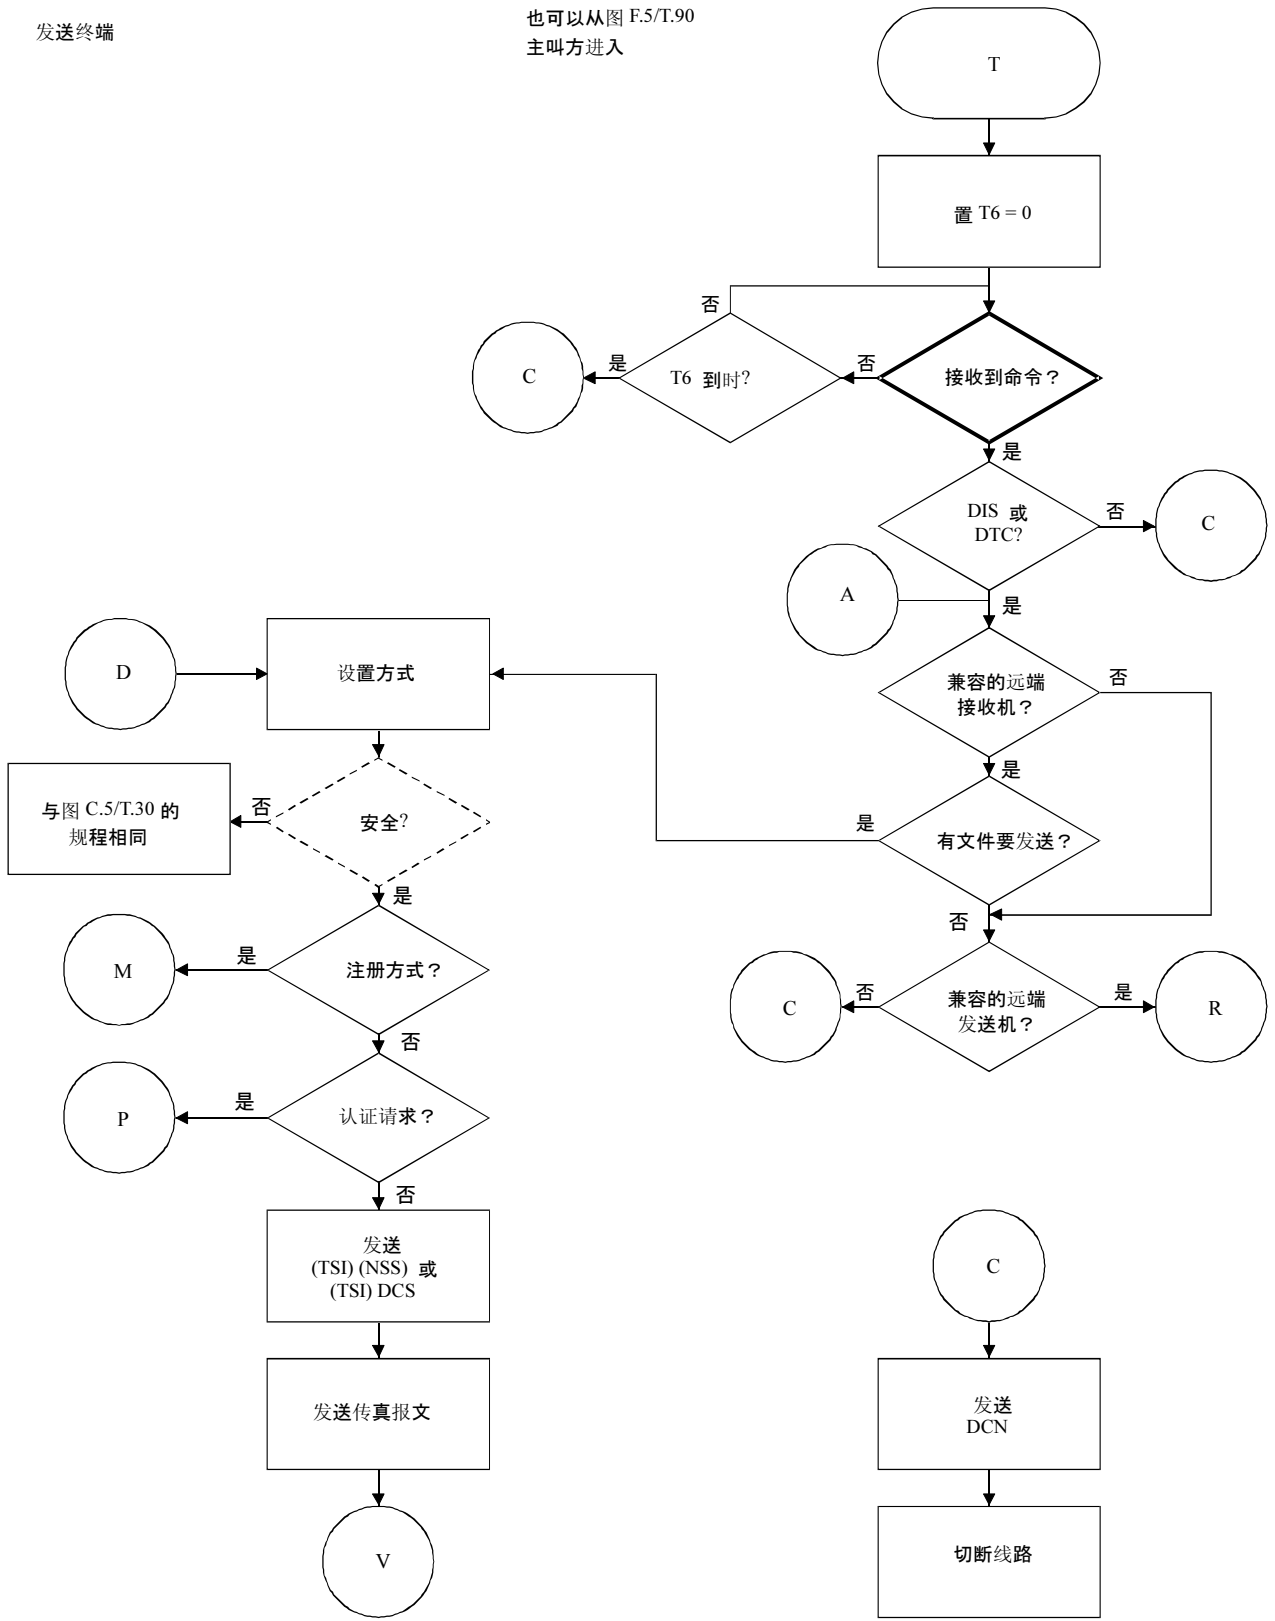 发送终端
也可以从图 F.5/T.90
主叫方进入
T
置 T6 = 0
否
C
是
T6 到时?
否
接收到命令？
是
DIS 或
DTC?
否
C
A
是
D
设置方式
兼容的远端
接收机？
否
是
与图 C.5/T.30 的
规程相同
否
安全?
是
有文件要发送？
是
否
M
是
注册方式？
C
否
兼容的远端
发送机？
是
R
否
P
是
认证请求？
否
发送
(TSI) (NSS) 或
(TSI) DCS
C
发送传真报文
发送
DCN
V
切断线路